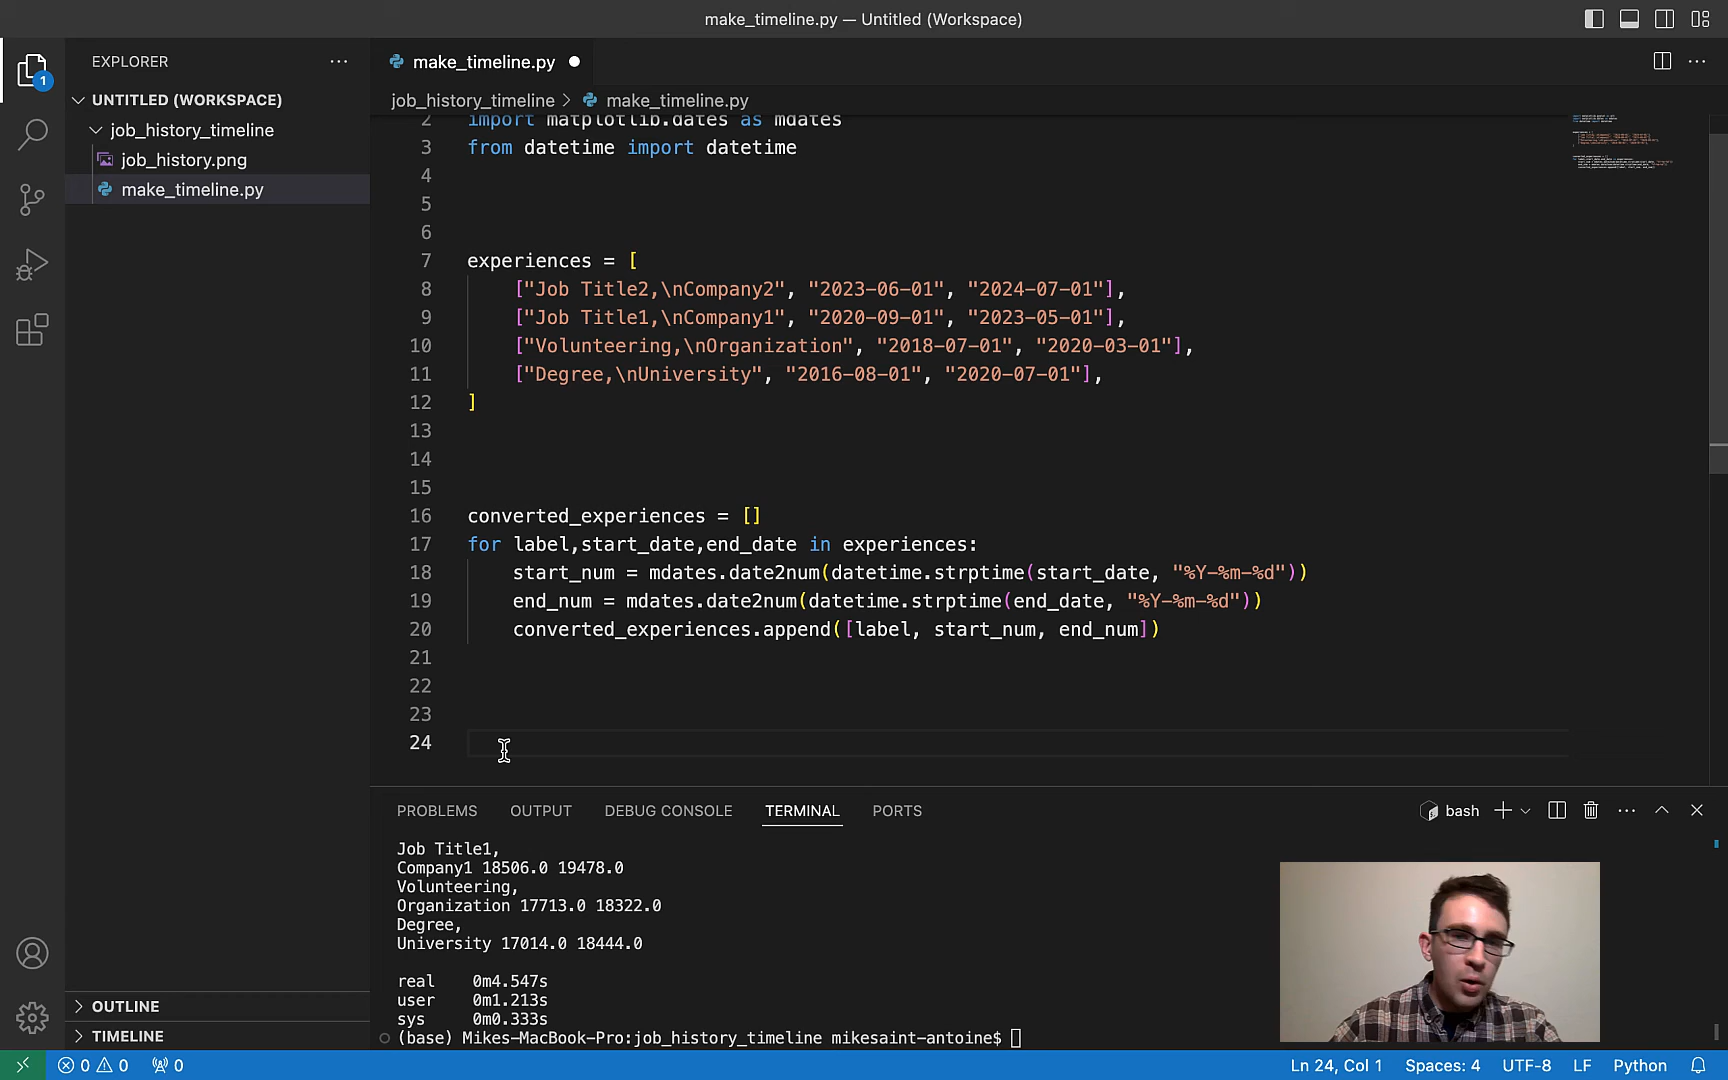 make_timeline.py — Untitled (Workspace)
EXPLORER
1
UNTITLED (WORKSPACE)
job_history_timeline
job_history.png
make_timeline.py
make_timeline.py
job_history_timeline > make_timeline.py
2 import matplotlib.dates as mdates
3 from datetime import datetime
4
5
6
7 experiences = [
8 ["Job Title2,\nCompany2", "2023-06-01", "2024-07-01"],
9 ["Job Title1,\nCompany1", "2020-09-01", "2023-05-01"],
10 ["Volunteering,\nOrganization", "2018-07-01", "2020-03-01"],
11 ["Degree,\nUniversity", "2016-08-01", "2020-07-01"],
12 ]
13
14
15
16 converted_experiences = []
17 for label,start_date,end_date in experiences:
18 start_num = mdates.date2num(datetime.strptime(start_date, "%Y-%m-%d"))
19 end_num = mdates.date2num(datetime.strptime(end_date, "%Y-%m-%d"))
20 converted_experiences.append([label, start_num, end_num])
21
22
23
24
PROBLEMS OUTPUT DEBUG CONSOLE TERMINAL PORTS
bash
Job Title1,
Company1 18506.0 19478.0
Volunteering,
Organization 17713.0 18322.0
Degree,
University 17014.0 18444.0
real 0m4.547s
user 0m1.213s
sys 0m0.333s
(base) Mikes-MacBook-Pro:job_history_timeline mikesaint-antoine$
OUTLINE
TIMELINE
0 0 0
Ln 24, Col 1 Spaces: 4 UTF-8 LF Python